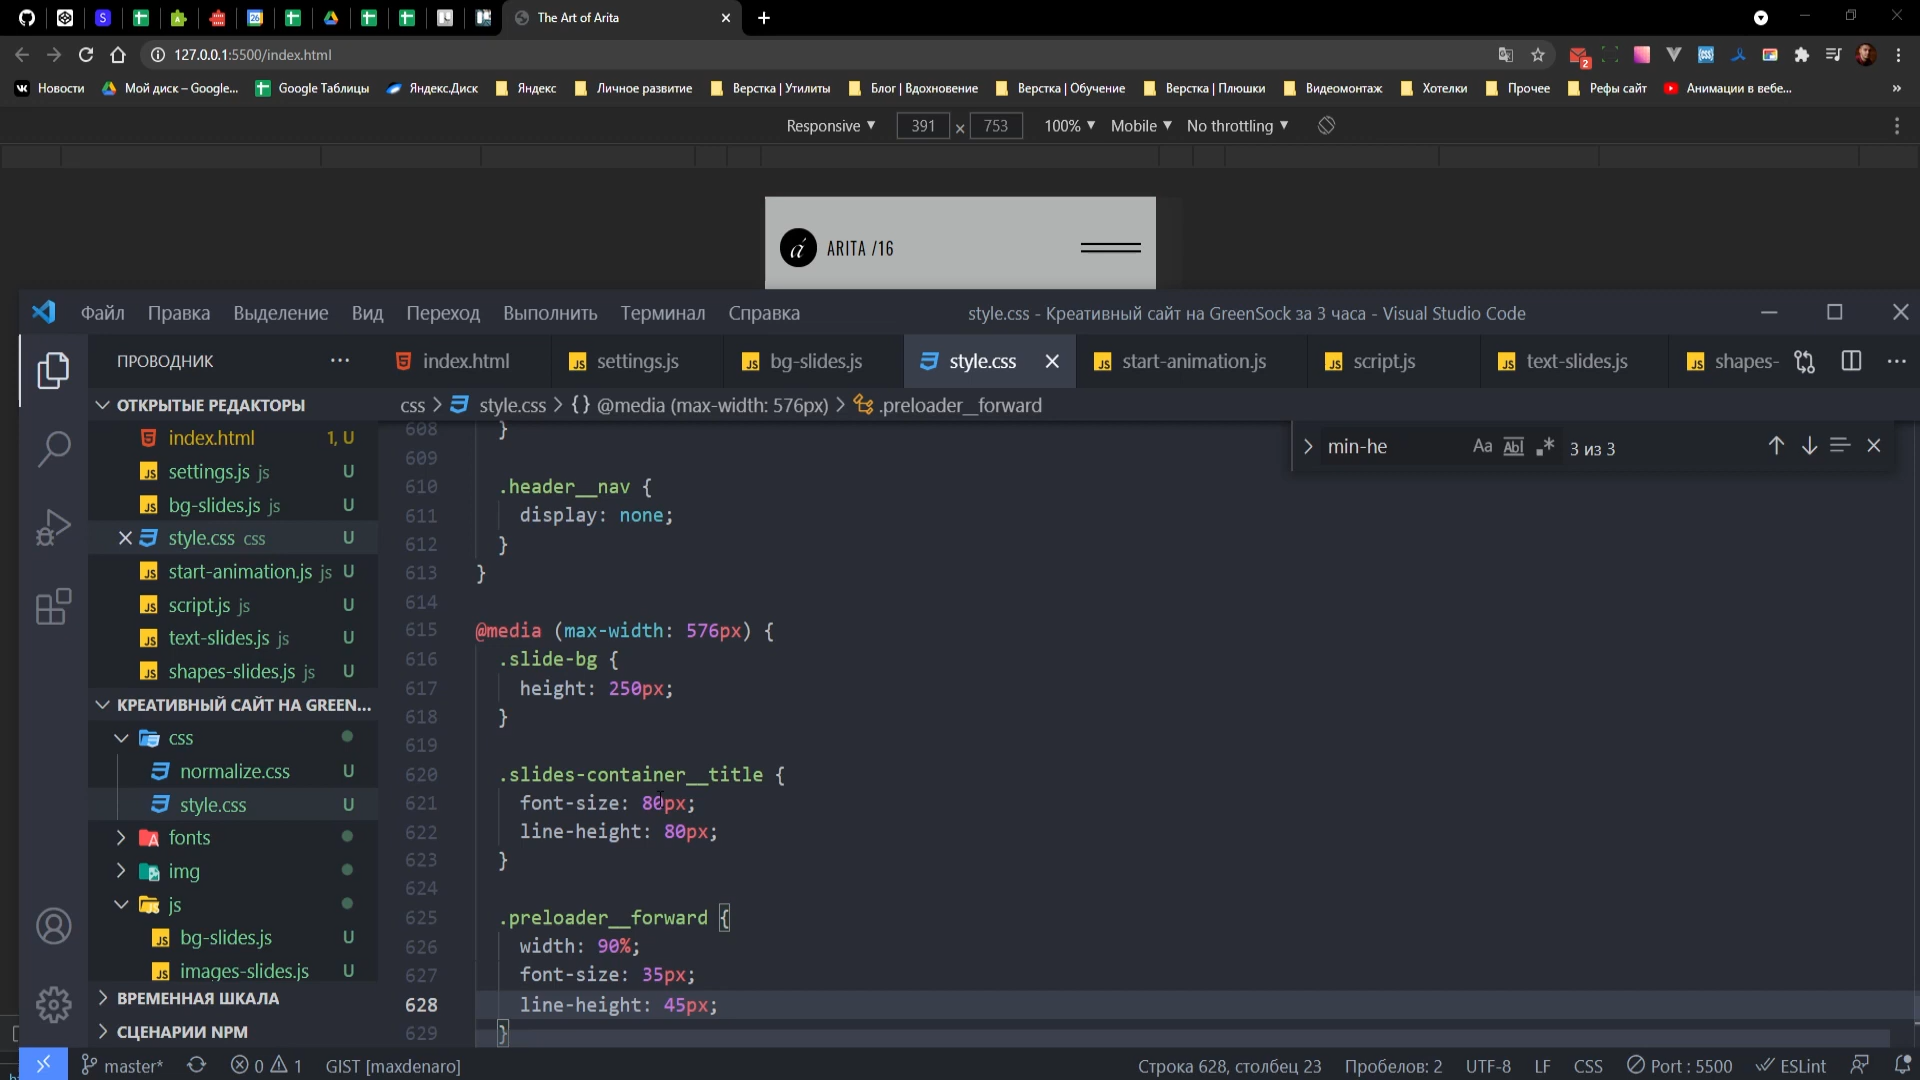 The Art of Arita
127.0.0.1:5500/index.html
2
Новости
Мой диск – Google...
Google Таблицы
Яндекс.Диск
Яндекс
Личное развитие
Верстка | Утилиты
Блог | Вдохновение
Верстка | Обучение
Верстка | Плюшки
Видеомонтаж
Хотелки
Прочее
Рефы сайт
Анимации в вебе...
Responsive
391 × 753
100%
Mobile
No throttling
á ARITA /16
Файл Правка Выделение Вид Переход Выполнить Терминал Справка
style.css - Креативный сайт на GreenSock за 3 часа - Visual Studio Code
ПРОВОДНИК
index.html
settings.js
bg-slides.js
style.css
start-animation.js
script.js
text-slides.js
shapes-
css > style.css > {} @media (max-width: 576px) > .preloader__forward
min-he
3 из 3
ОТКРЫТЫЕ РЕДАКТОРЫ
index.html 1, U
settings.js js U
bg-slides.js js U
style.css css U
start-animation.js js U
script.js js U
text-slides.js js U
shapes-slides.js js U
КРЕАТИВНЫЙ САЙТ НА GREEN...
css
normalize.css U
style.css U
fonts
img
js
bg-slides.js U
images-slides.js U
ВРЕМЕННАЯ ШКАЛА
СЦЕНАРИИ NPM
608 }
609
610 .header__nav {
611 display: none;
612 }
613 }
614
615 @media (max-width: 576px) {
616 .slide-bg {
617 height: 250px;
618 }
619
620 .slides-container__title {
621 font-size: 80px;
622 line-height: 80px;
623 }
624
625 .preloader__forward {
626 width: 90%;
627 font-size: 35px;
628 line-height: 45px;
629 }
master*
0 1
GIST [maxdenaro]
Строка 628, столбец 23
Пробелов: 2
UTF-8
LF
CSS
Port : 5500
ESLint